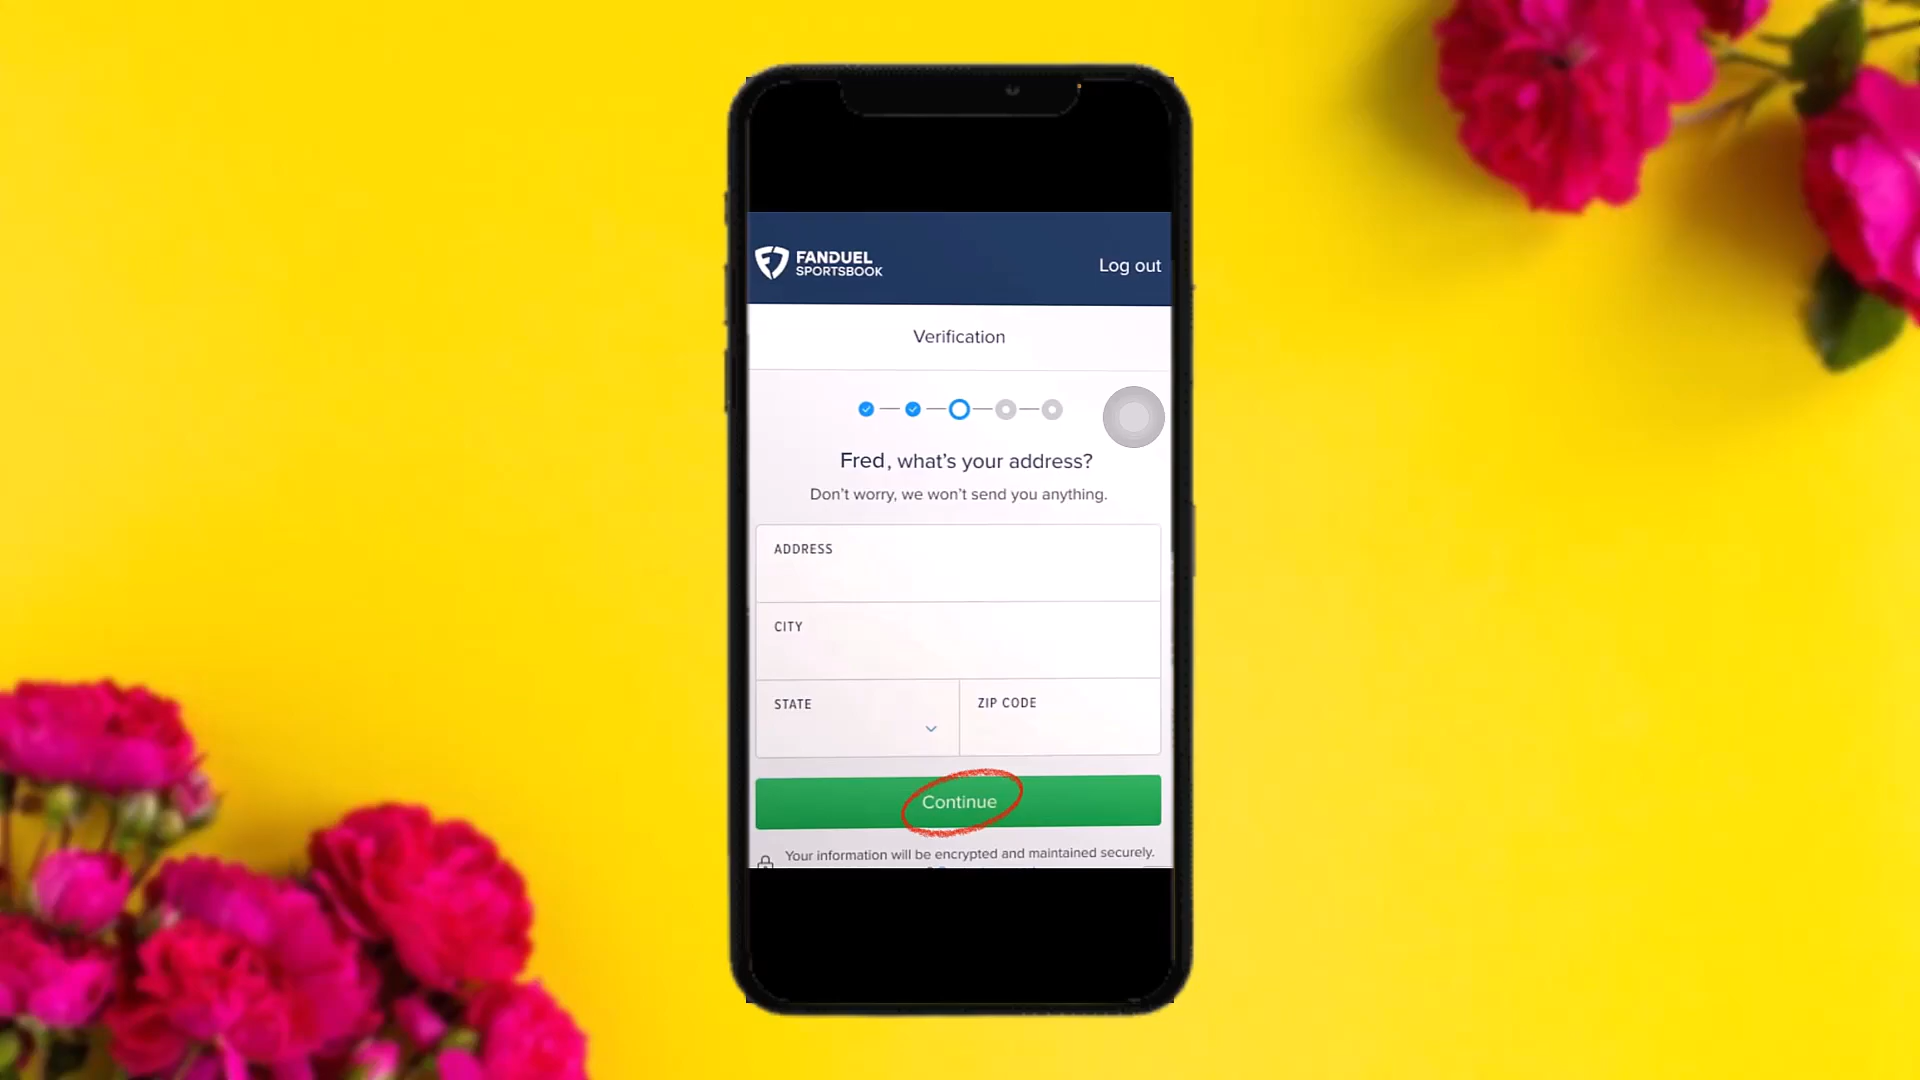 FANDUEL
SPORTSBOOK
Log out
Verification
Fred, what's your address?
Don't worry, we won't send you anything.
ADDRESS
CITY
STATE
ZIP CODE
Continue
Your information will be encrypted and maintained securely.